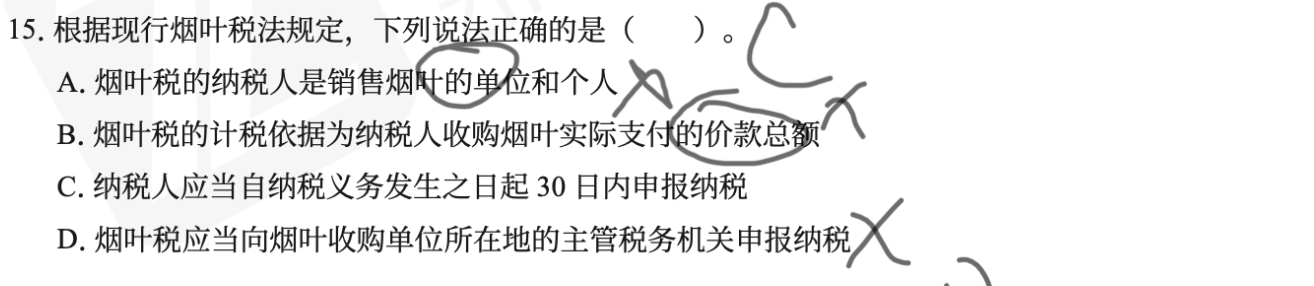 15. 根据现行烟叶税法规定，下列说法正确的是（　　）。C
A. 烟叶税的纳税人是销售烟叶的单位和个人 X
B. 烟叶税的计税依据为纳税人收购烟叶实际支付的价款总额 X
C. 纳税人应当自纳税义务发生之日起 30 日内申报纳税
D. 烟叶税应当向烟叶收购单位所在地的主管税务机关申报纳税 X